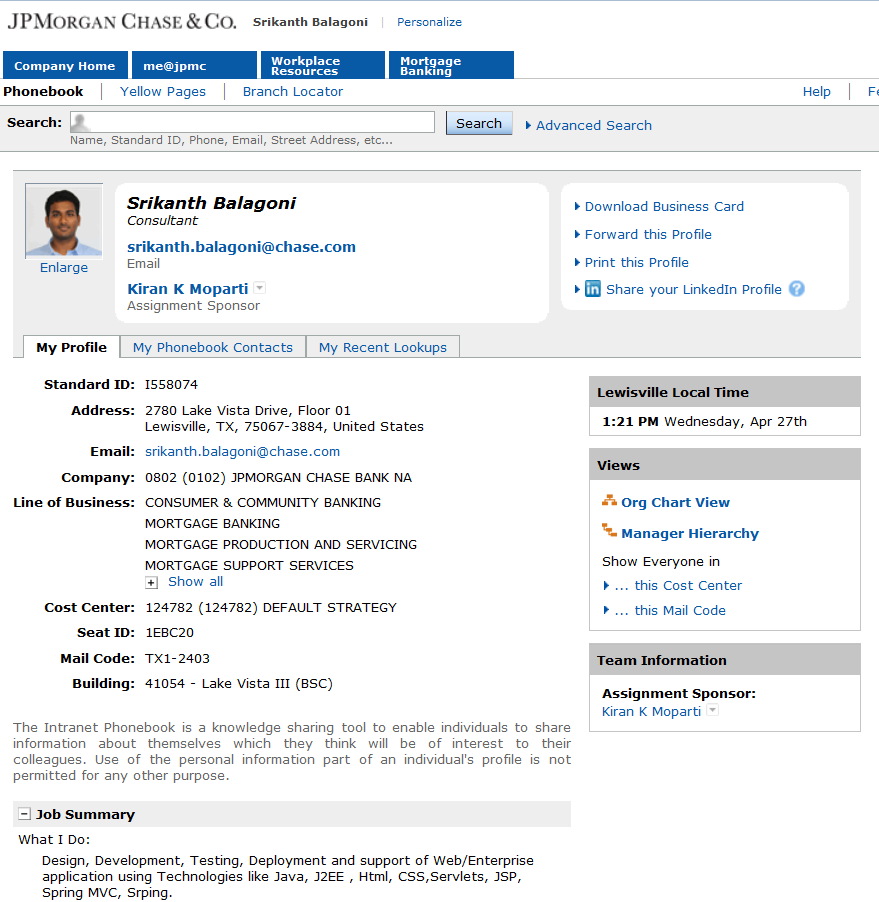 JPMORGAN CHASE & CO. Srikanth Balagoni | Personalize
Company Home me@jpmc Workplace Resources Mortgage Banking
Phonebook Yellow Pages Branch Locator Help
Search: Search Advanced Search
Name, Standard ID, Phone, Email, Street Address, etc...
Enlarge
Srikanth Balagoni
Consultant
srikanth.balagoni@chase.com
Email
Kiran K Moparti
Assignment Sponsor
Download Business Card
Forward this Profile
Print this Profile
in Share your LinkedIn Profile ?
My Profile My Phonebook Contacts My Recent Lookups
Standard ID: I558074
Address: 2780 Lake Vista Drive, Floor 01
Lewisville, TX, 75067-3884, United States
Email: srikanth.balagoni@chase.com
Company: 0802 (0102) JPMORGAN CHASE BANK NA
Line of Business: CONSUMER & COMMUNITY BANKING
MORTGAGE BANKING
MORTGAGE PRODUCTION AND SERVICING
MORTGAGE SUPPORT SERVICES
+ Show all
Cost Center: 124782 (124782) DEFAULT STRATEGY
Seat ID: 1EBC20
Mail Code: TX1-2403
Building: 41054 - Lake Vista III (BSC)
Lewisville Local Time
1:21 PM Wednesday, Apr 27th
Views
Org Chart View
Manager Hierarchy
Show Everyone in
... this Cost Center
... this Mail Code
Team Information
Assignment Sponsor:
Kiran K Moparti
The Intranet Phonebook is a knowledge sharing tool to enable individuals to share
information about themselves which they think will be of interest to their
colleagues. Use of the personal information part of an individual's profile is not
permitted for any other purpose.
Job Summary
What I Do:
Design, Development, Testing, Deployment and support of Web/Enterprise
application using Technologies like Java, J2EE , Html, CSS,Servlets, JSP,
Spring MVC, Srping.